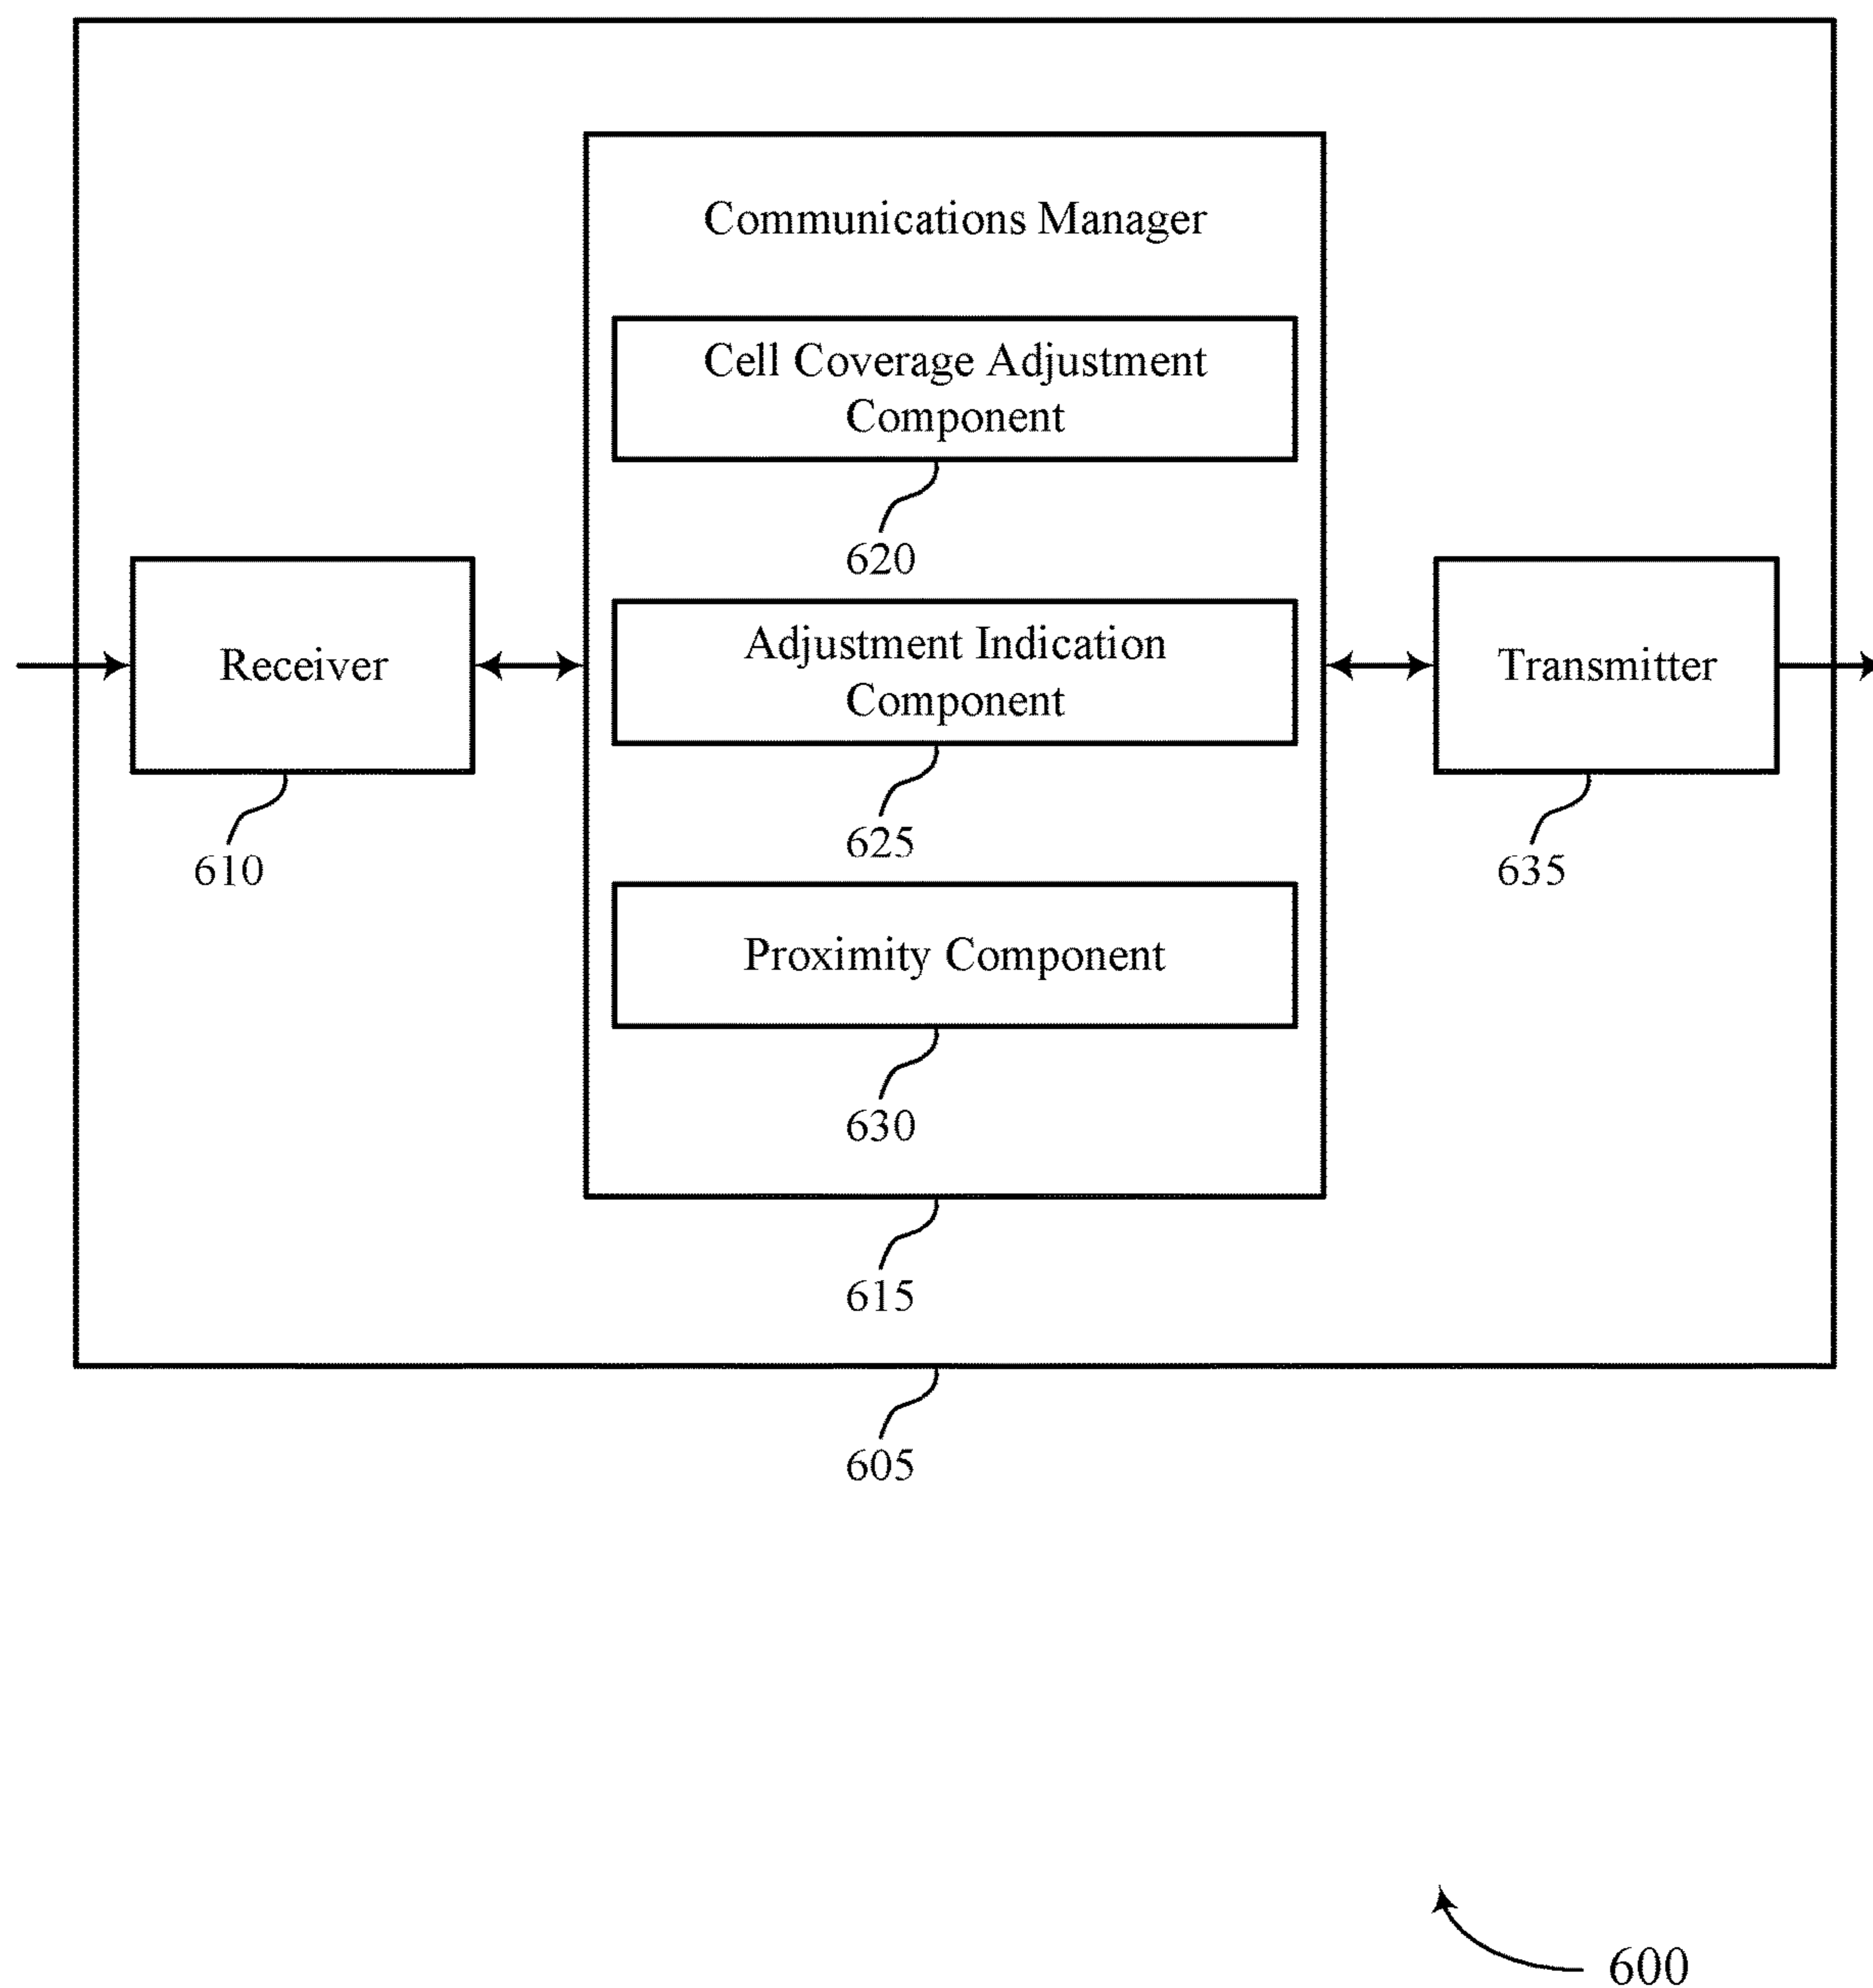 Communications Manager
Cell Coverage Adjustment
Component
620
Receiver
610
Adjustment Indication
Component
625
Transmitter
635
Proximity Component
630
615
605
600